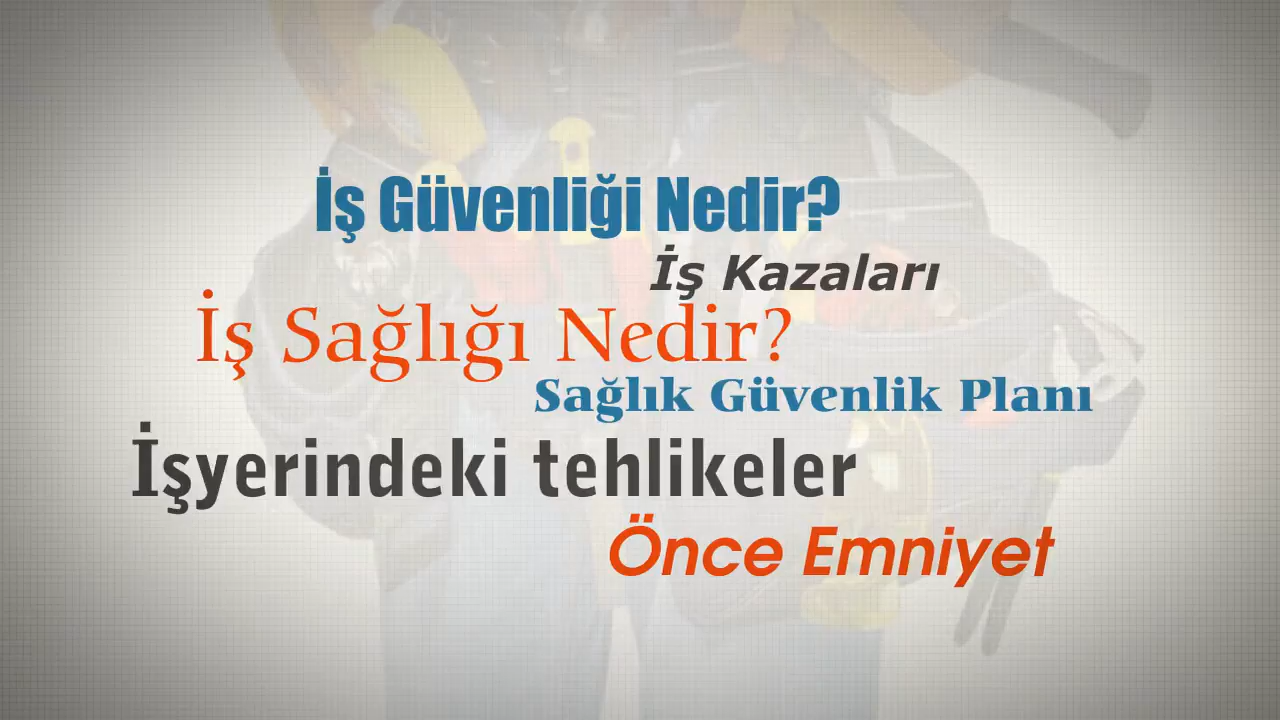 İş Güvenliği Nedir?
İş Kazaları
İş Sağlığı Nedir?
Sağlık Güvenlik Planı
İşyerindeki tehlikeler
Önce Emniyet